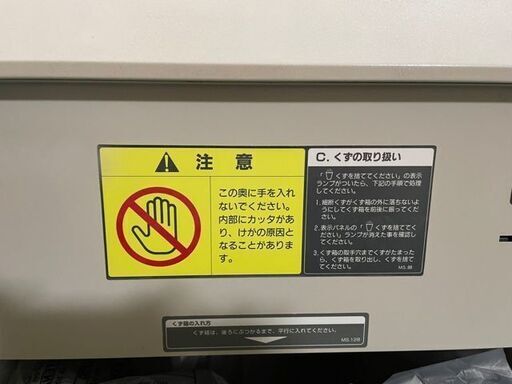 注意
この奥に手を入れ
ないでください。
内部にカッタがあ
り、けがの原因と
なることがありま
す。
C. くずの取り扱い
「くずを捨ててください」の表示
ランプがついたら、下記の手順で処理
してください。
1.細断くずがくず箱の外に落ちないよ
うにしてくず箱を前後に振ってくだ
さい。
2.表示パネルの「くずを捨ててくだ
さい」ランプが消えた事を確認して
ください。
3.くず箱の取手穴までくずがたまった
ら、くず箱を取り出し、くずを捨て
てください。
くず箱の入れ方
くず箱は、後ろにぶつかるまで、平行に入れてください。
MS.128